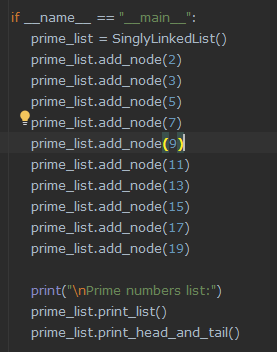 if __name__ == "__main__":
    prime_list = SinglyLinkedList()
    prime_list.add_node(2)
    prime_list.add_node(3)
    prime_list.add_node(5)
    prime_list.add_node(7)
    prime_list.add_node(9)
    prime_list.add_node(11)
    prime_list.add_node(13)
    prime_list.add_node(15)
    prime_list.add_node(17)
    prime_list.add_node(19)

    print("\nPrime numbers list:")
    prime_list.print_list()
    prime_list.print_head_and_tail()